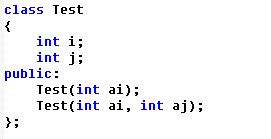 class Test
{
    int i;
    int j;
public:
    Test(int ai);
    Test(int ai, int aj);
};